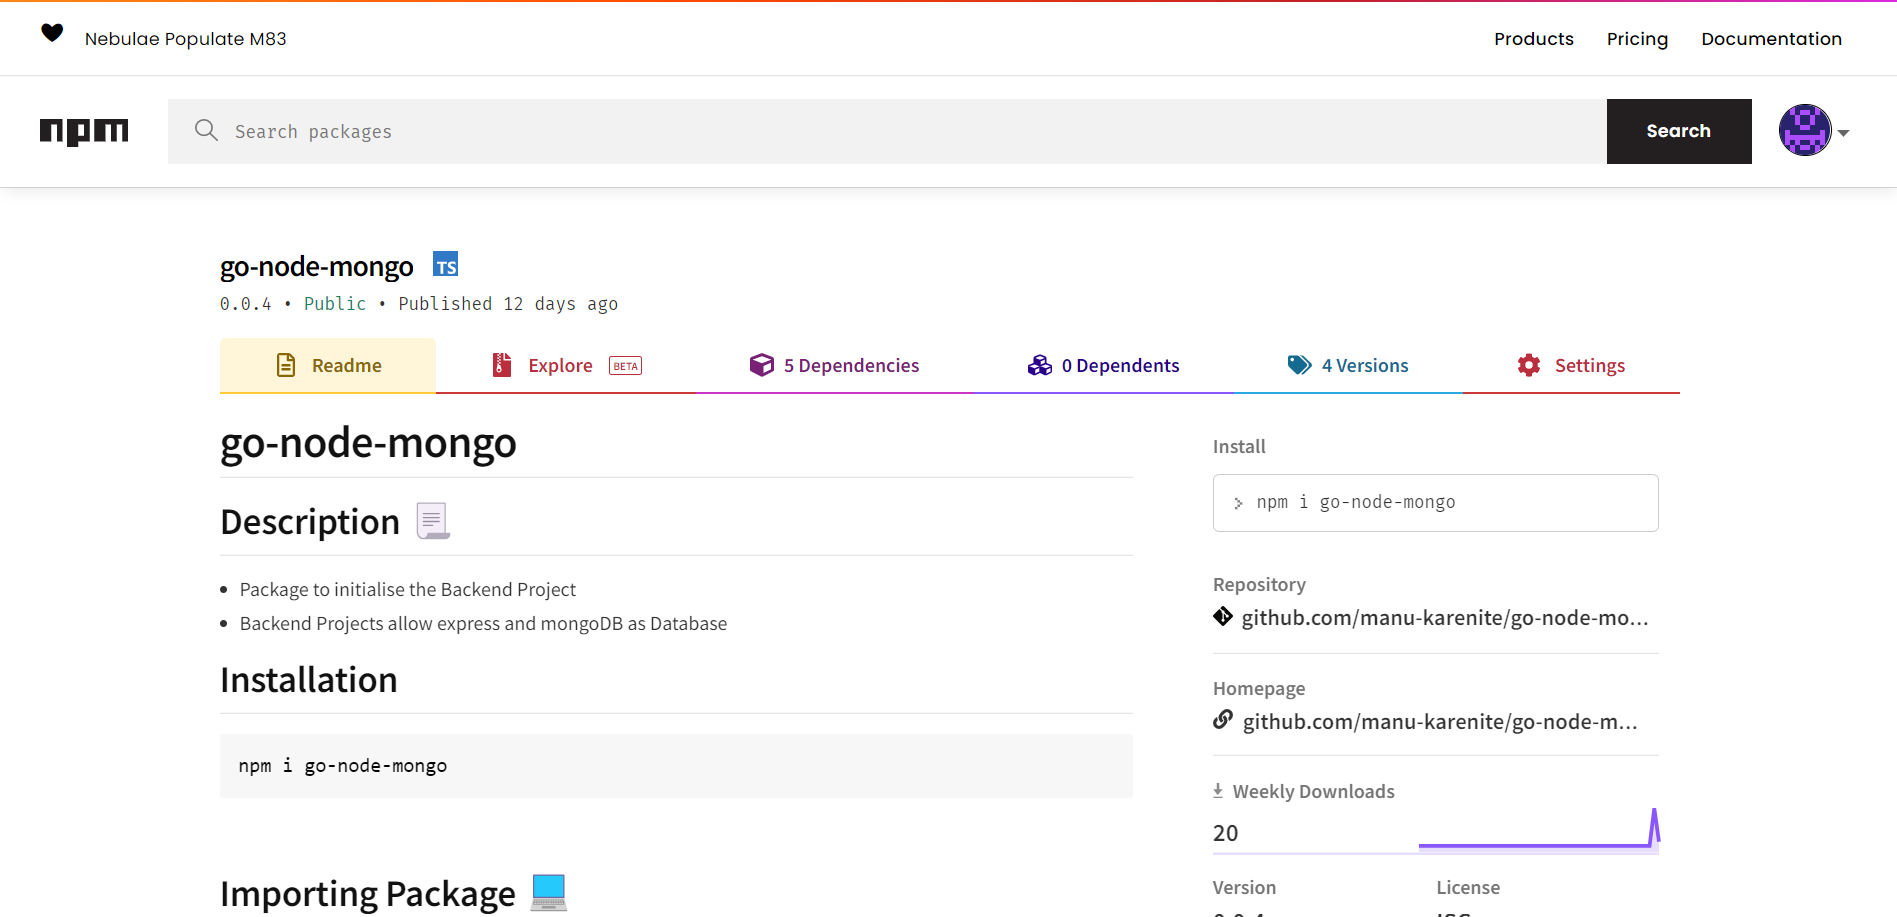 Nebulae Populate M83
Products Pricing Documentation
npm
Search packages
Search
go-node-mongo TS
0.0.4 • Public • Published 12 days ago
Readme
Explore BETA
5 Dependencies
0 Dependents
4 Versions
Settings
go-node-mongo
Description
• Package to initialise the Backend Project
• Backend Projects allow express and mongoDB as Database
Installation
npm i go-node-mongo
Importing Package
Install
> npm i go-node-mongo
Repository
github.com/manu-karenite/go-node-mo...
Homepage
github.com/manu-karenite/go-node-m...
Weekly Downloads
20
Version
0.0.4
License
ISC